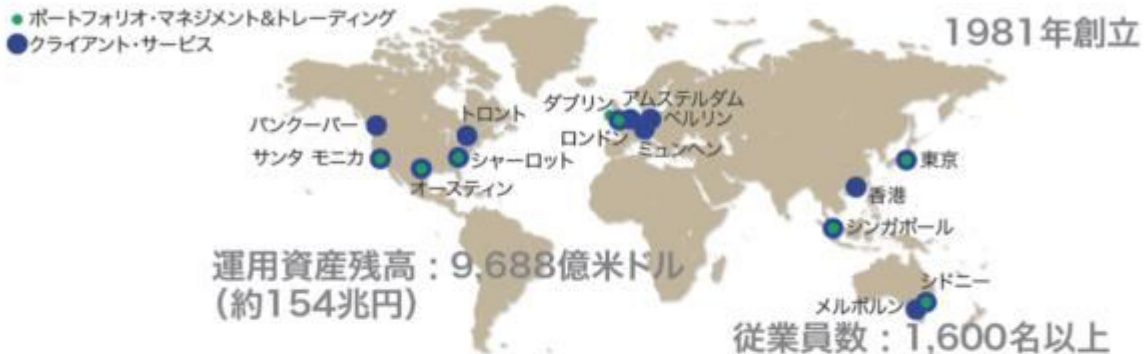 ポートフォリオ・マネジメント&トレーディング
クライアント・サービス
1981年創立
バンクーバー
トロント
サンタ モニカ
シャーロット
オースティン
ダブリン
アムステルダム
ベルリン
ロンドン
ミュンヘン
東京
香港
シンガポール
シドニー
メルボルン
運用資産残高：9,688億米ドル
（約154兆円）
従業員数：1,600名以上